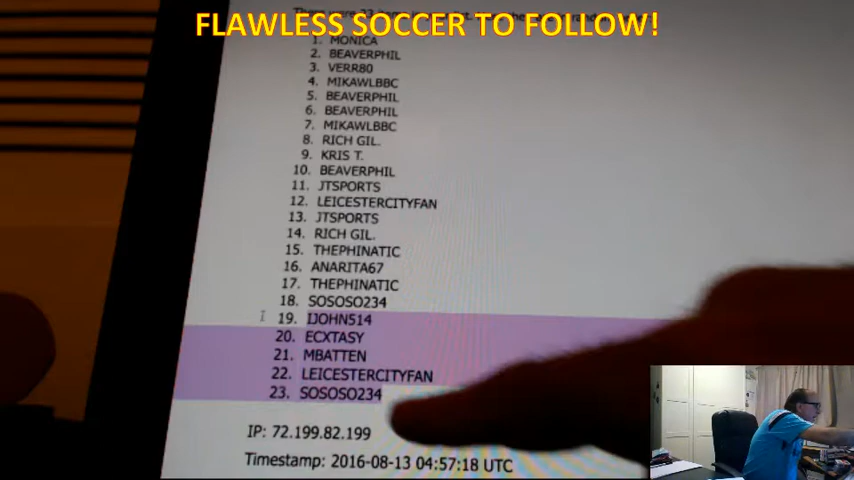 FLAWLESS SOCCER TO FOLLOW!
1. MONICA
2. BEAVERPHIL
3. VERR80
4. MIKAWLBBC
5. BEAVERPHIL
6. BEAVERPHIL
7. MIKAWLBBC
8. RICH GIL.
9. KRIS T.
10. BEAVERPHIL
11. JTSPORTS
12. LEICESTERCITYFAN
13. JTSPORTS
14. RICH GIL.
15. THEPHINATIC
16. ANARITA67
17. THEPHINATIC
18. SOSOSO234
19. IJOHN514
20. ECXTASY
21. MBATTEN
22. LEICESTERCITYFAN
23. SOSOSO234
IP: 72.199.82.199
Timestamp: 2016-08-13 04:57:18 UTC